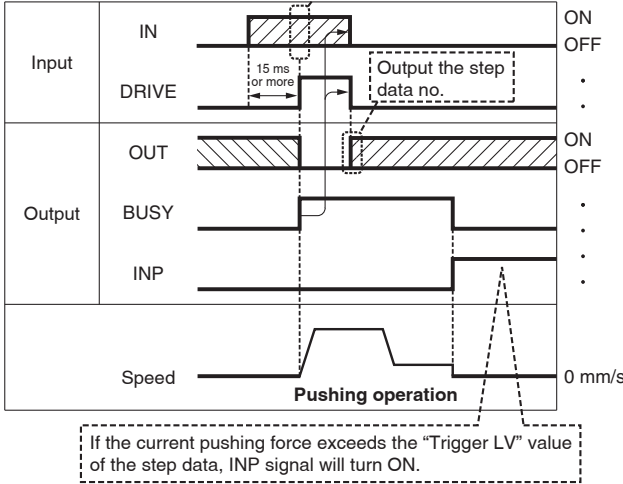 IN
ON
OFF
Input
15 ms
or more
Output the step
data no.
DRIVE
OUT
ON
OFF
Output
BUSY
INP
Speed
0 mm/s
Pushing operation
If the current pushing force exceeds the “Trigger LV” value
of the step data, INP signal will turn ON.